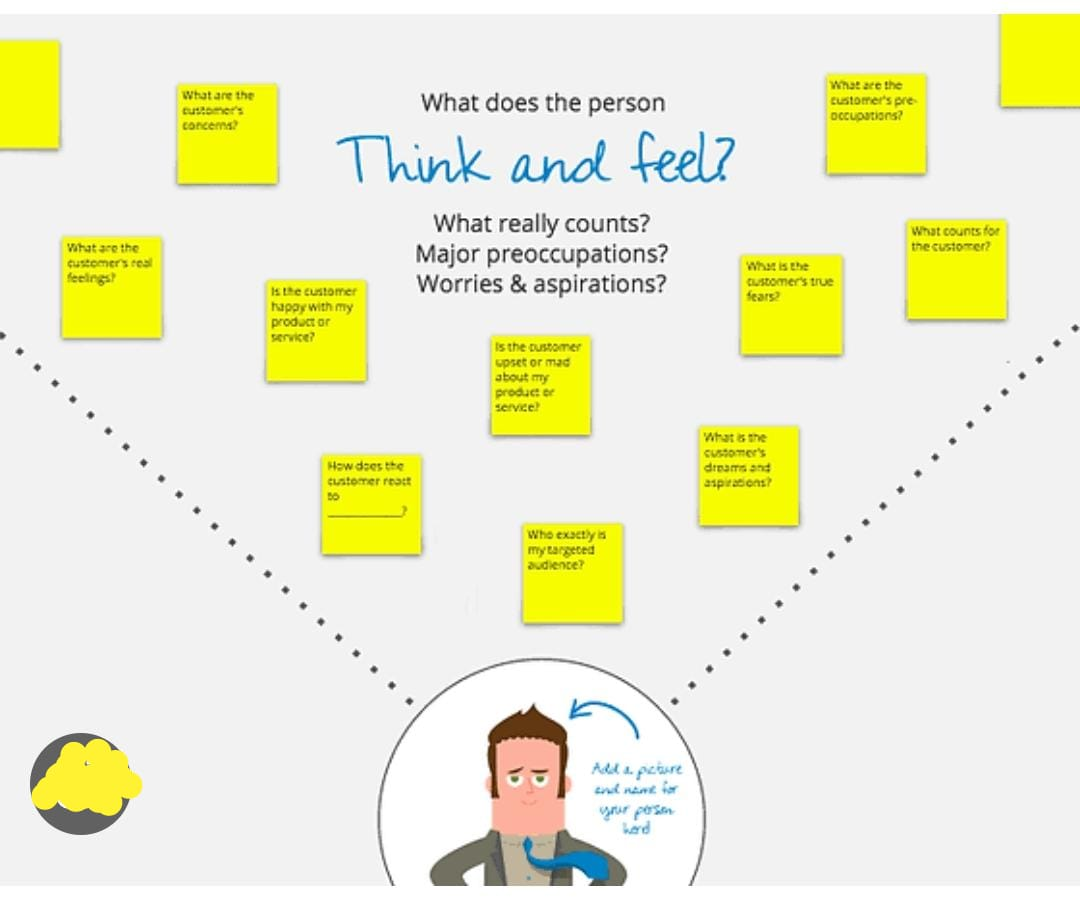 What does the person
Think and feel?
What really counts?
Major preoccupations?
Worries & aspirations?
What are the
customer's
concerns?
What are the
customer's pre-
occupations?
What are the
customer's real
feelings?
Is the customer
happy with my
product or
service?
Is the customer
upset or mad
about my
product or
service?
What is the
customer's true
fears?
What counts for
the customer?
How does the
customer react
to
____________?
What is the
customer's
dreams and
aspirations?
Who exactly is
my targeted
audience?
Add a picture
and name for
your person
here!